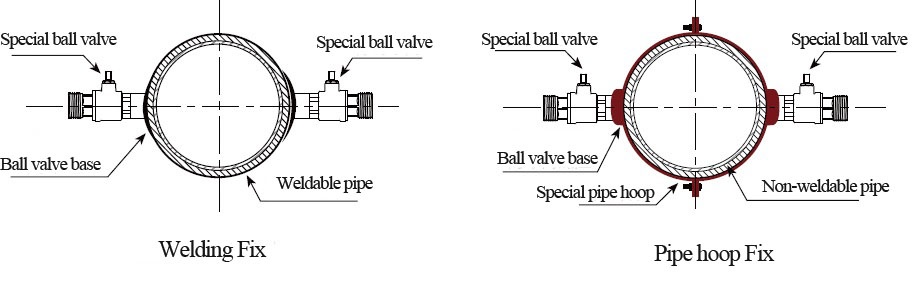 Special ball valve
Special ball valve
Ball valve base
Weldable pipe
Welding Fix
Special ball valve
Special ball valve
Ball valve base
Special pipe hoop
Non-weldable pipe
Pipe hoop Fix